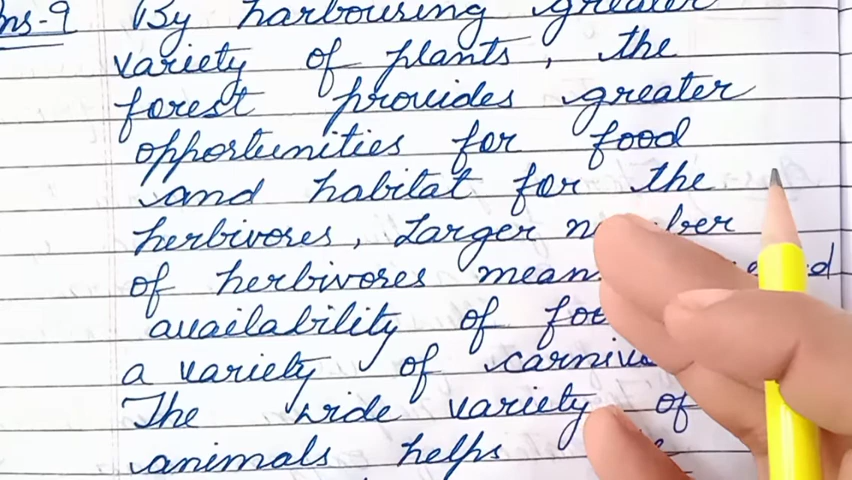 Ans-9 By harbouring greater
variety of plants, the
forest provides greater
opportunities for food
and habitat for the
herbivores, Larger
of herbivores
availability of
a variety of
The wide variety of
animals helps